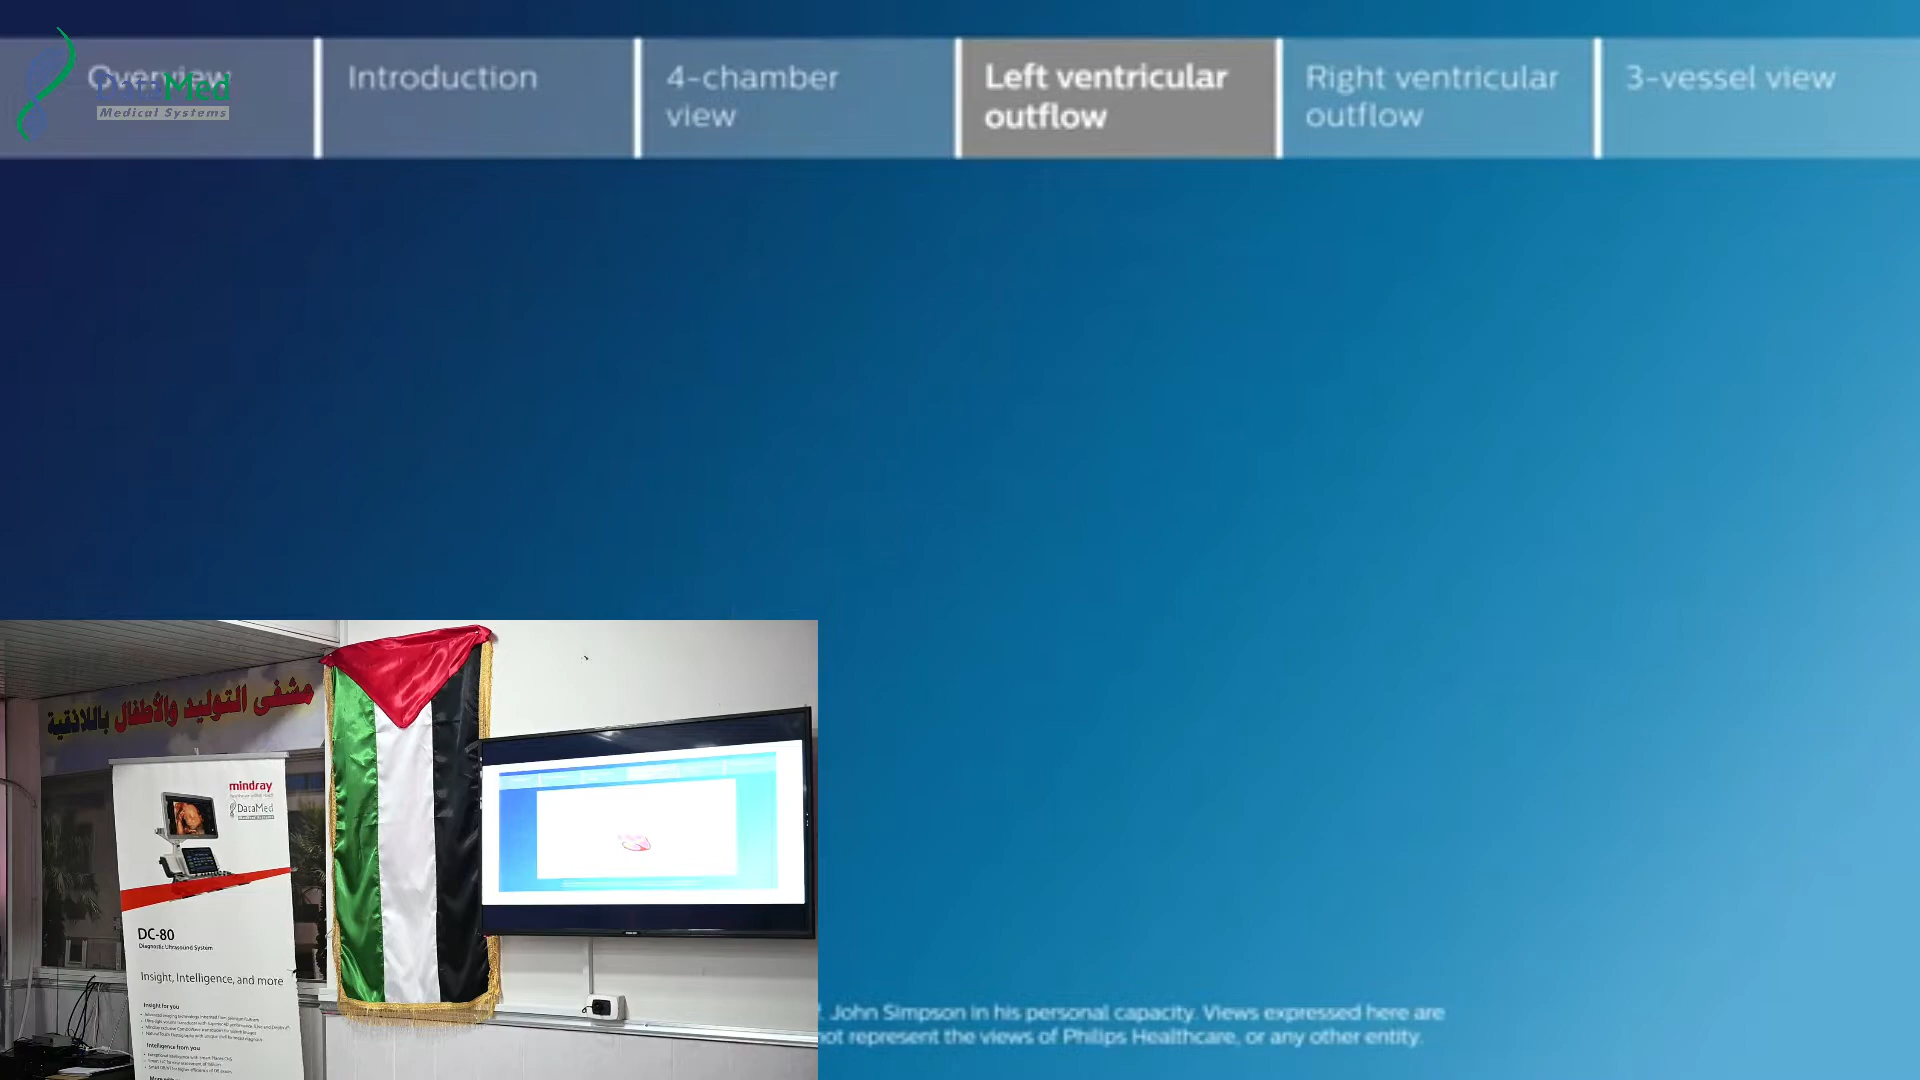 Overview
DataMed
Medical Systems
Introduction
4-chamber
view
Left ventricular
outflow
Right ventricular
outflow
3-vessel view
مشفى التوليد والأطفال باللاذقية
mindray
DataMed
DC-80
Diagnostic Ultrasound System
Insight, Intelligence, and more
Insight for you
Intelligence from you
John Simpson in his personal capacity. Views expressed here are
not represent the views of Philips Healthcare, or any other entity.